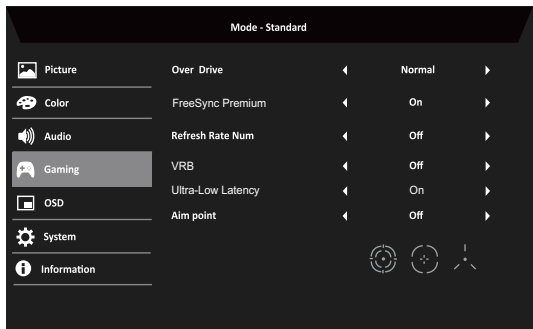 Mode - Standard
Picture
Color
Audio
Gaming
OSD
System
Information
Over Drive Normal
FreeSync Premium On
Refresh Rate Num Off
VRB Off
Ultra-Low Latency On
Aim point Off